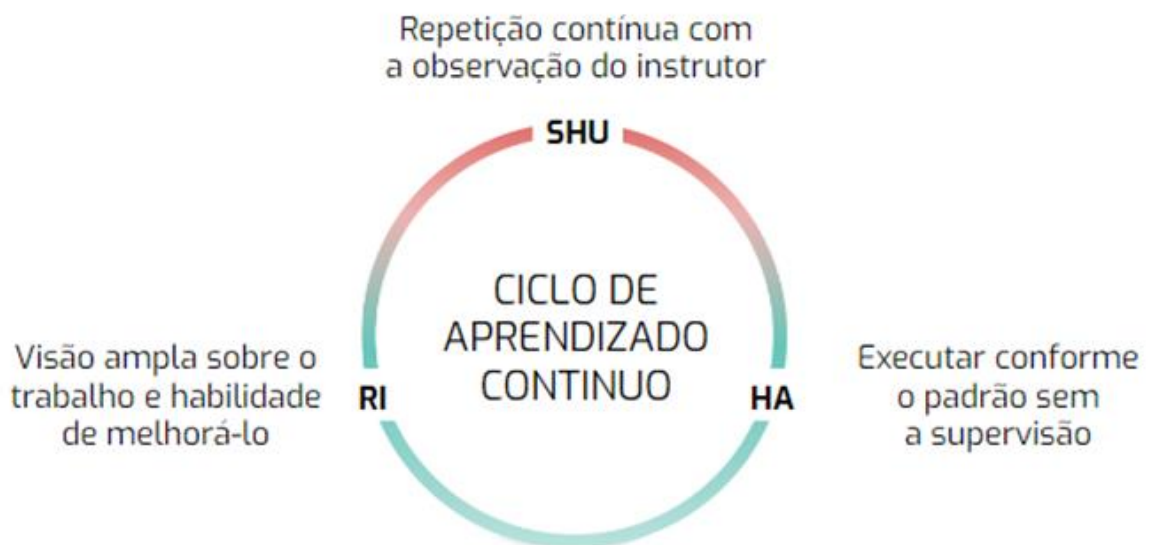 Repetição contínua com
a observação do instrutor
SHU
CICLO DE
APRENDIZADO
CONTINUO
Visão ampla sobre o
trabalho e habilidade
de melhorá-lo
RI
HA
Executar conforme
o padrão sem
a supervisão